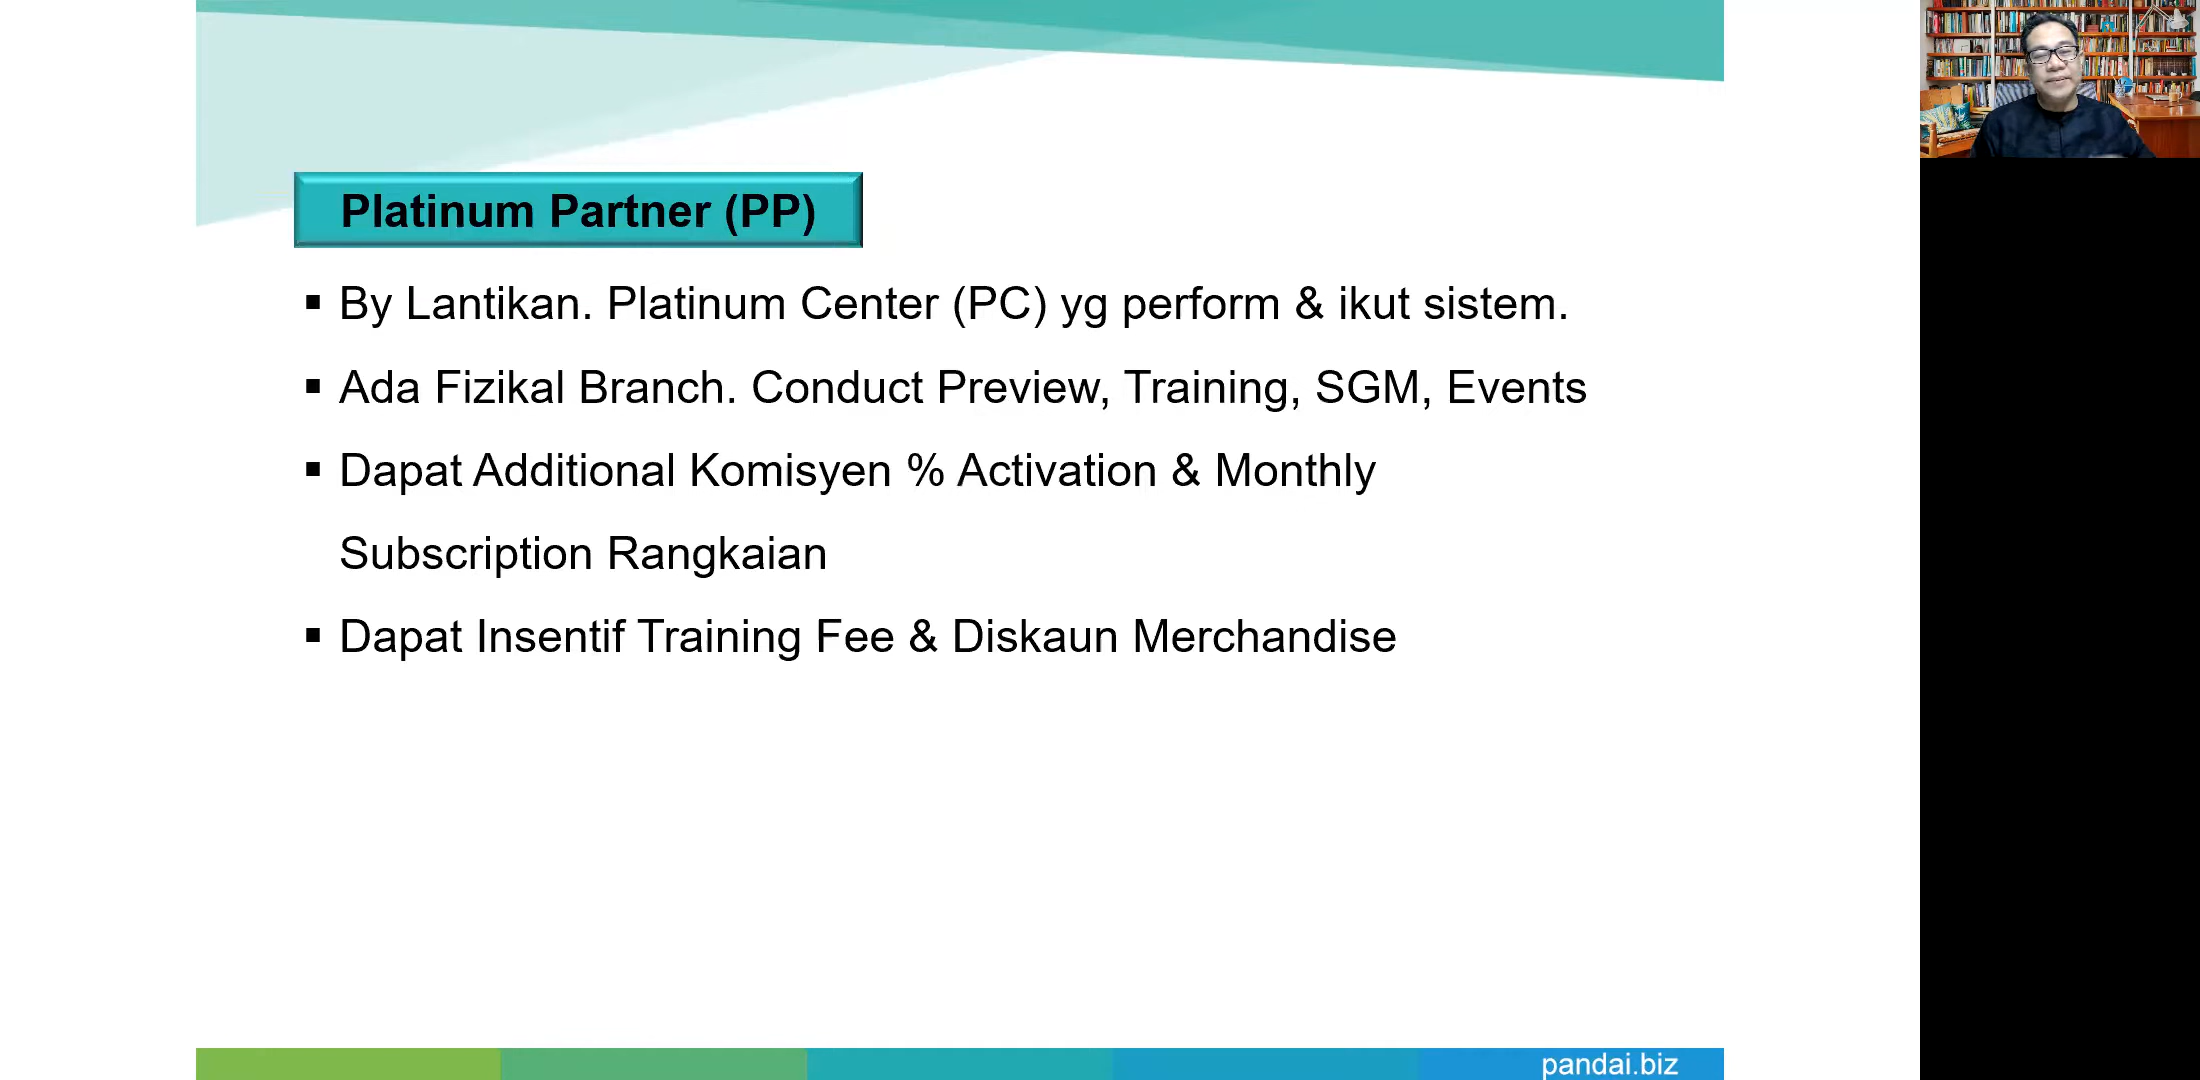 Platinum Partner (PP)
▪ By Lantikan. Platinum Center (PC) yg perform & ikut sistem.
▪ Ada Fizikal Branch. Conduct Preview, Training, SGM, Events
▪ Dapat Additional Komisyen % Activation & Monthly
Subscription Rangkaian
▪ Dapat Insentif Training Fee & Diskaun Merchandise
pandai.biz